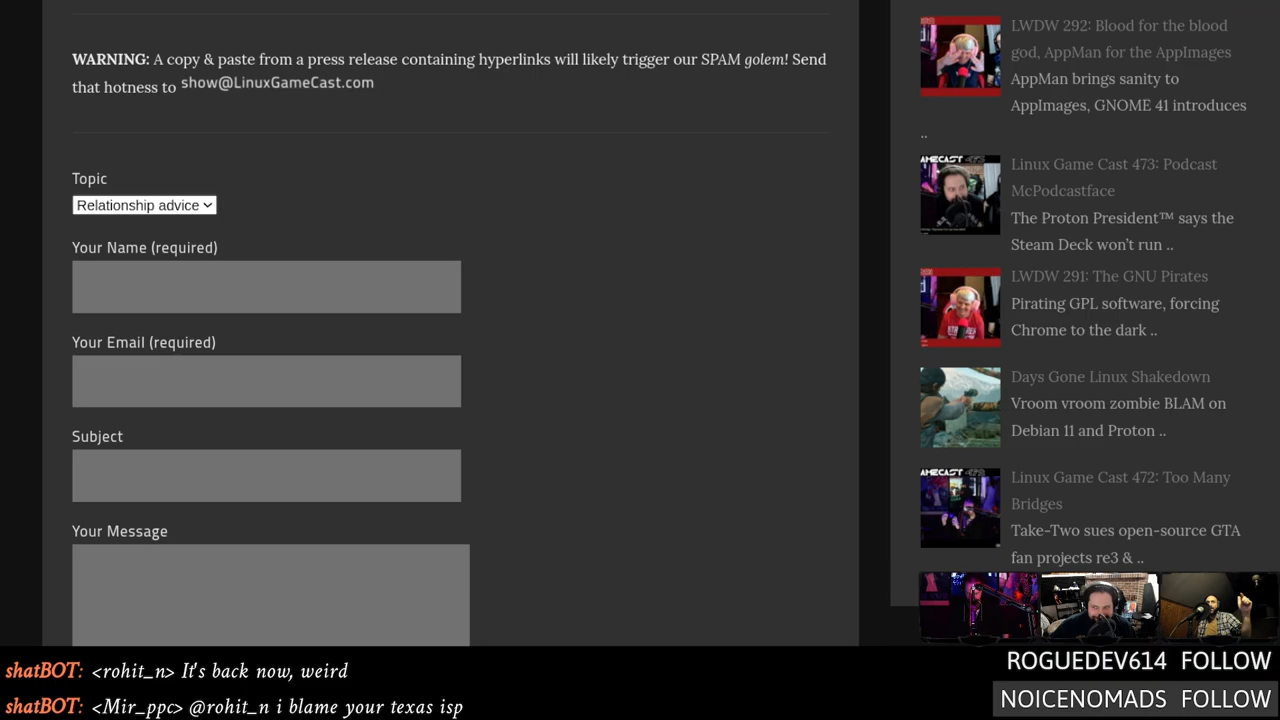 WARNING: A copy & paste from a press release containing hyperlinks will likely trigger our SPAM golem! Send
that hotness to show@LinuxGameCast.com
Topic
Relationship advice
Your Name (required)
Your Email (required)
Subject
Your Message
LWDW 292: Blood for the blood
god, AppMan for the AppImages
AppMan brings sanity to
AppImages, GNOME 41 introduces
..
Linux Game Cast 473: Podcast
McPodcastface
The Proton President™ says the
Steam Deck won't run ..
LWDW 291: The GNU Pirates
Pirating GPL software, forcing
Chrome to the dark ..
Days Gone Linux Shakedown
Vroom vroom zombie BLAM on
Debian 11 and Proton ..
Linux Game Cast 472: Too Many
Bridges
Take-Two sues open-source GTA
fan projects re3 & ..
shatBOT: <rohit_n> It's back now, weird
shatBOT: <Mir_ppc> @rohit_n i blame your texas isp
ROGUEDEV614 FOLLOW
NOICENOMADS FOLLOW